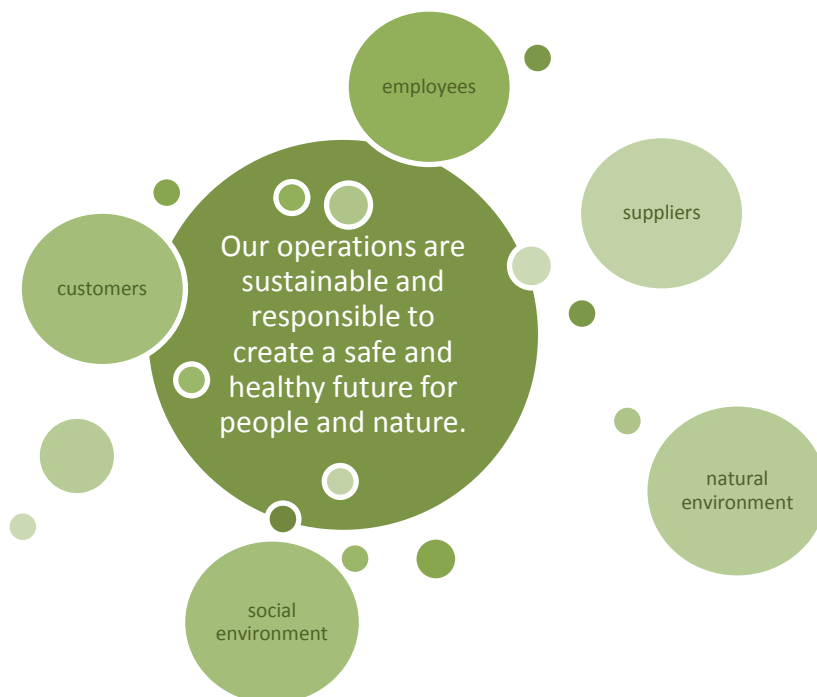 employees
suppliers
customers
Our operations are
sustainable and
responsible to
create a safe and
healthy future for
people and nature.
natural
environment
social
environment